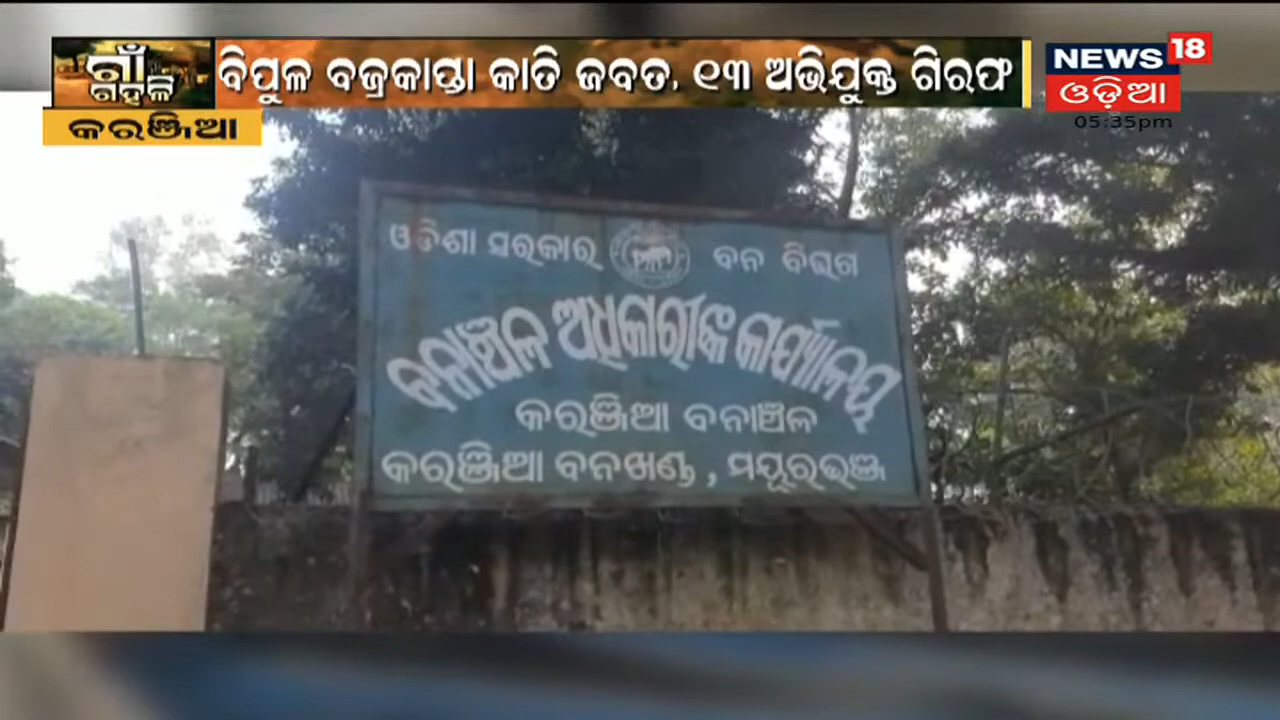 ଗାଁ ଗହଳି
ବିପୁଳ ବଜ୍ରକାପ୍ତା କାତି ଜବତ, ୧୩ ଅଭିଯୁକ୍ତ ଗିରଫ
NEWS 18
ଓଡ଼ିଆ
05:35pm
କରଞ୍ଜିଆ
ଓଡିଶା ସରକାର ବନ ବିଭାଗ
ବନାଞ୍ଚଳ ଅଧିକାରୀଙ୍କ କାର୍ଯ୍ୟାଳୟ
କରଞ୍ଜିଆ ବନାଞ୍ଚଳ
କରଞ୍ଜିଆ ବନଖଣ୍ଡ, ମୟୂରଭଞ୍ଜ